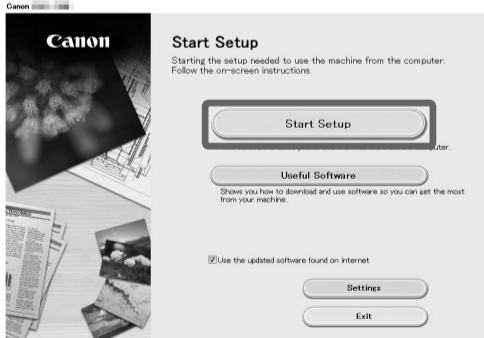 Canon
Canon
Start Setup
Starting the setup needed to use the machine from the computer.
Follow the on-screen instructions.
Start Setup
computer.
Useful Software
Shows you how to download and use software so you can get the most
from your machine.
Use the updated software found on internet
Settings
Exit